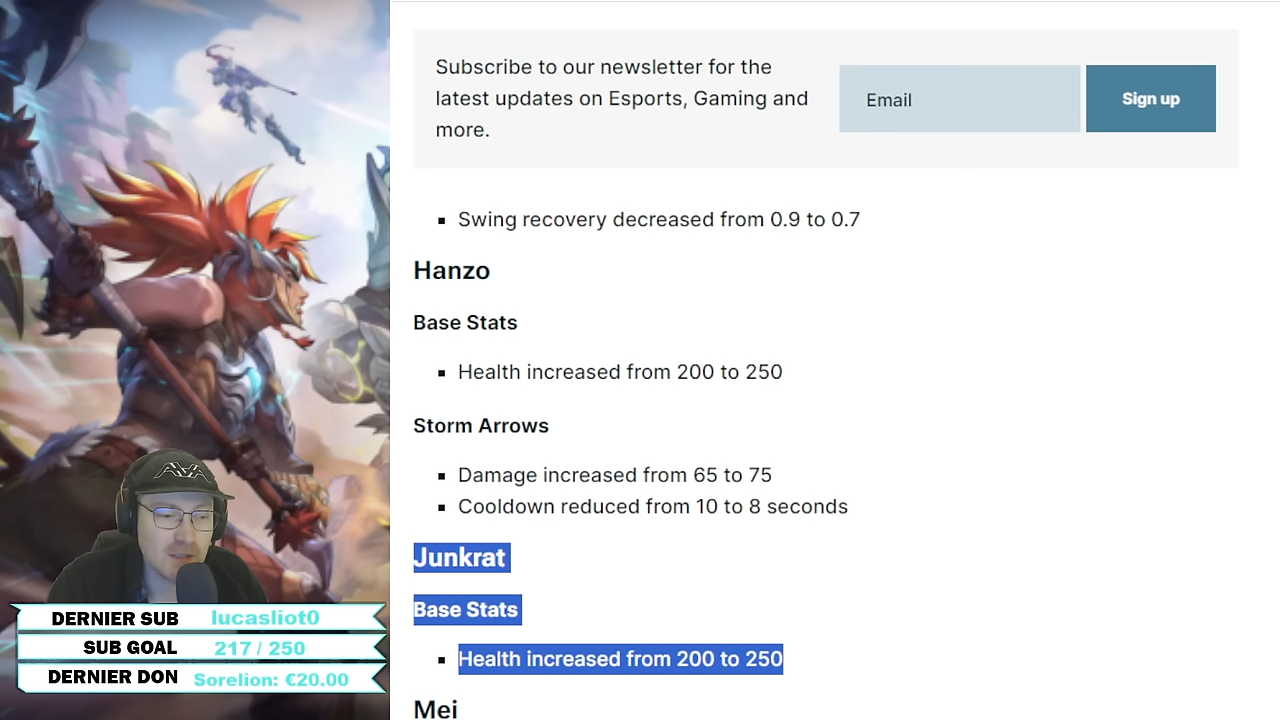 Subscribe to our newsletter for the
latest updates on Esports, Gaming and
more.
Email
Sign up
Swing recovery decreased from 0.9 to 0.7
Hanzo
Base Stats
Health increased from 200 to 250
Storm Arrows
Damage increased from 65 to 75
Cooldown reduced from 10 to 8 seconds
Junkrat
Base Stats
Health increased from 200 to 250
Mei
AVA
DERNIER SUB lucasliot0
SUB GOAL 217 / 250
DERNIER DON Sorelion: €20.00